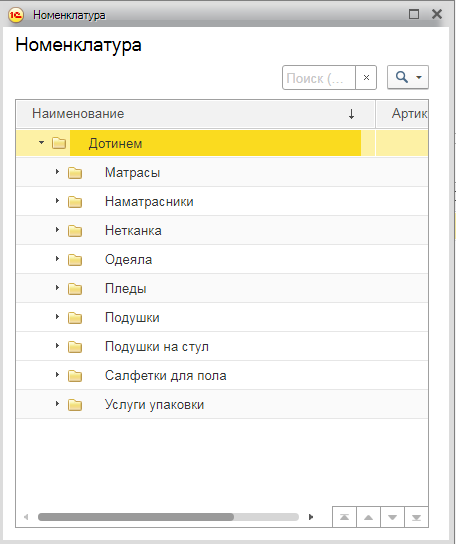 Номенклатура
Номенклатура
Поиск (...
Наименование
Артик
Дотинем
Матрасы
Наматрасники
Нетканка
Одеяла
Пледы
Подушки
Подушки на стул
Салфетки для пола
Услуги упаковки